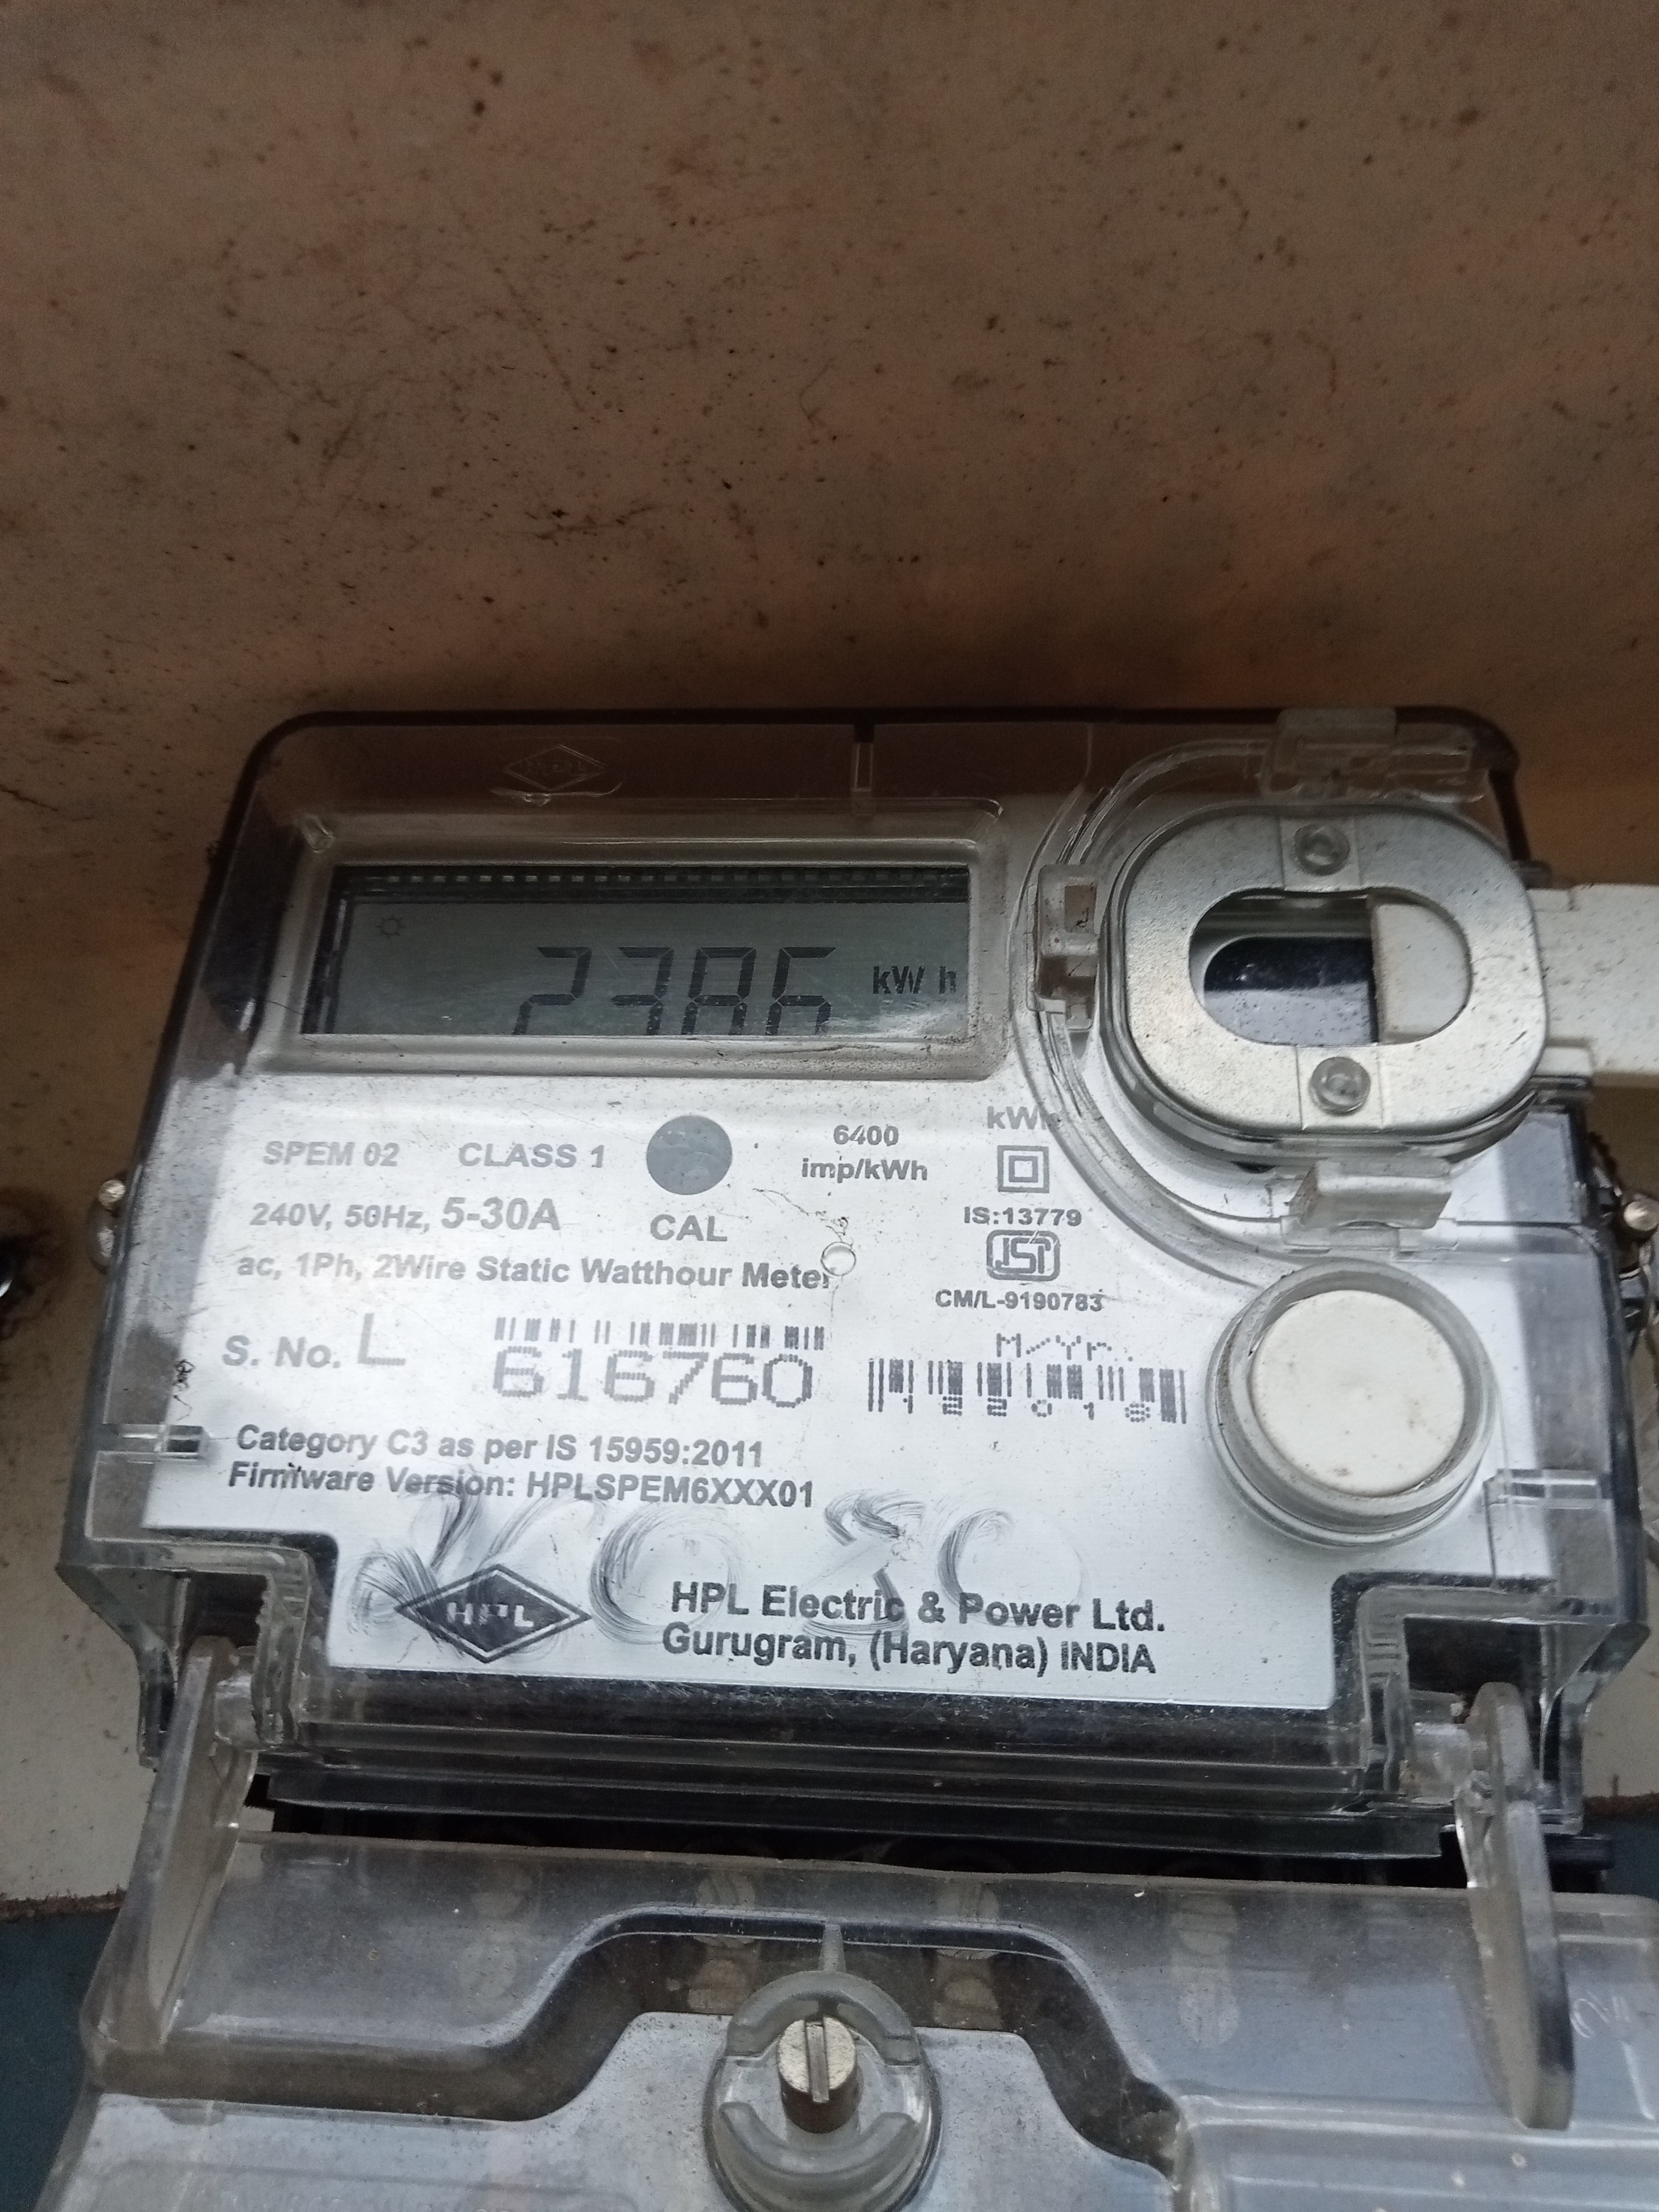 2386 kWh
SPEM 02 CLASS 1
6400
imp/kWh
kWh
240V, 50Hz, 5-30A
CAL
IS:13779
ISI
CM/L-9190783
ac, 1Ph, 2Wire Static Watthour Meter
S. No. L 616760
M/Yr.
122018
Category C3 as per IS 15959:2011
Firmware Version: HPLSPEM6XXX01
HPL
HPL Electric & Power Ltd.
Gurugram, (Haryana) INDIA